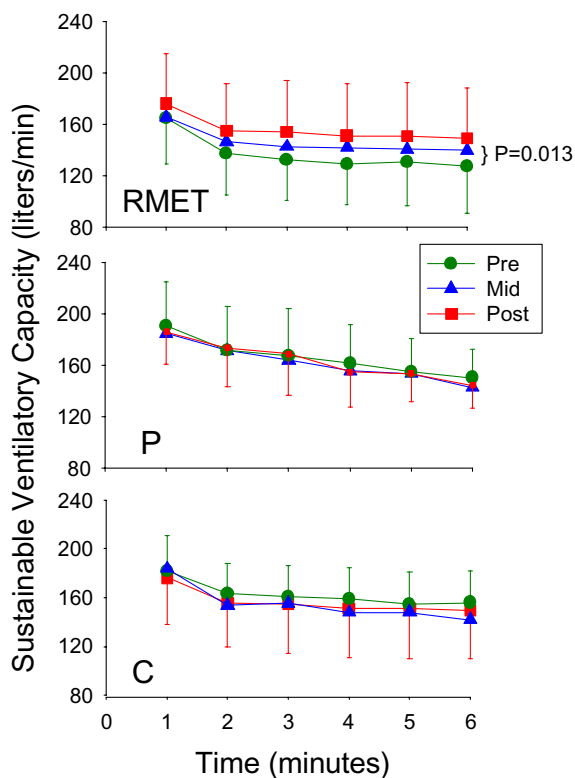 Sustainable Ventilatory Capacity (liters/min)
240
200
160
120
80
} P=0.013
RMET
240
200
160
120
80
Pre
Mid
Post
P
240
200
160
120
80
C
0 1 2 3 4 5 6
Time (minutes)